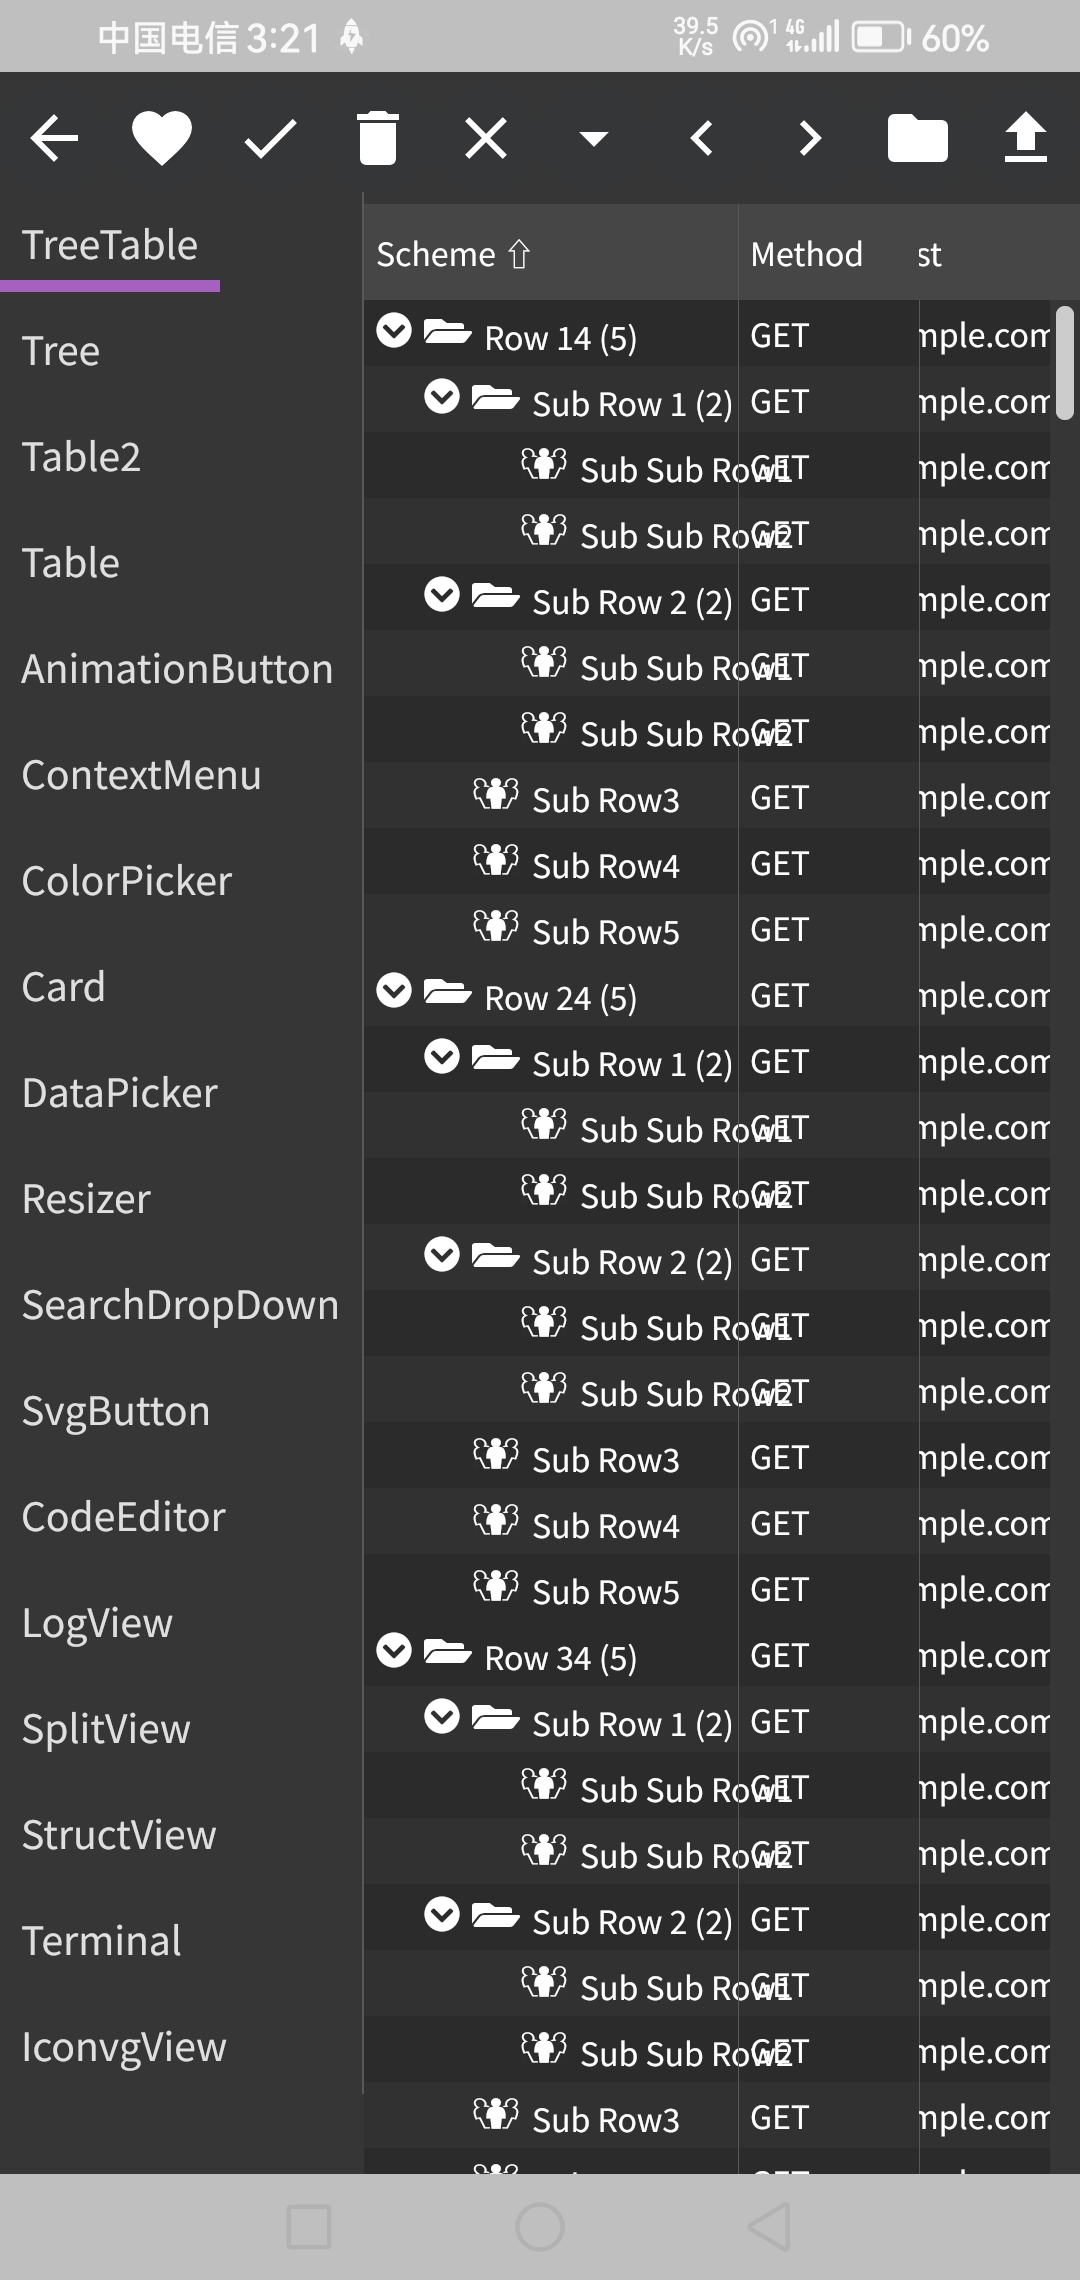 中国电信 3:21 39.5 K/s 1 4G 60%
TreeTable
Tree
Table2
Table
AnimationButton
ContextMenu
ColorPicker
Card
DataPicker
Resizer
SearchDropDown
SvgButton
CodeEditor
LogView
SplitView
StructView
Terminal
IconvgView
Scheme Method st
Row 14 (5) GET mple.com
Sub Row 1 (2) GET mple.com
Sub Sub Row1 GET mple.com
Sub Sub Row2 GET mple.com
Sub Row 2 (2) GET mple.com
Sub Sub Row1 GET mple.com
Sub Sub Row2 GET mple.com
Sub Row3 GET mple.com
Sub Row4 GET mple.com
Sub Row5 GET mple.com
Row 24 (5) GET mple.com
Sub Row 1 (2) GET mple.com
Sub Sub Row1 GET mple.com
Sub Sub Row2 GET mple.com
Sub Row 2 (2) GET mple.com
Sub Sub Row1 GET mple.com
Sub Sub Row2 GET mple.com
Sub Row3 GET mple.com
Sub Row4 GET mple.com
Sub Row5 GET mple.com
Row 34 (5) GET mple.com
Sub Row 1 (2) GET mple.com
Sub Sub Row1 GET mple.com
Sub Sub Row2 GET mple.com
Sub Row 2 (2) GET mple.com
Sub Sub Row1 GET mple.com
Sub Sub Row2 GET mple.com
Sub Row3 GET mple.com